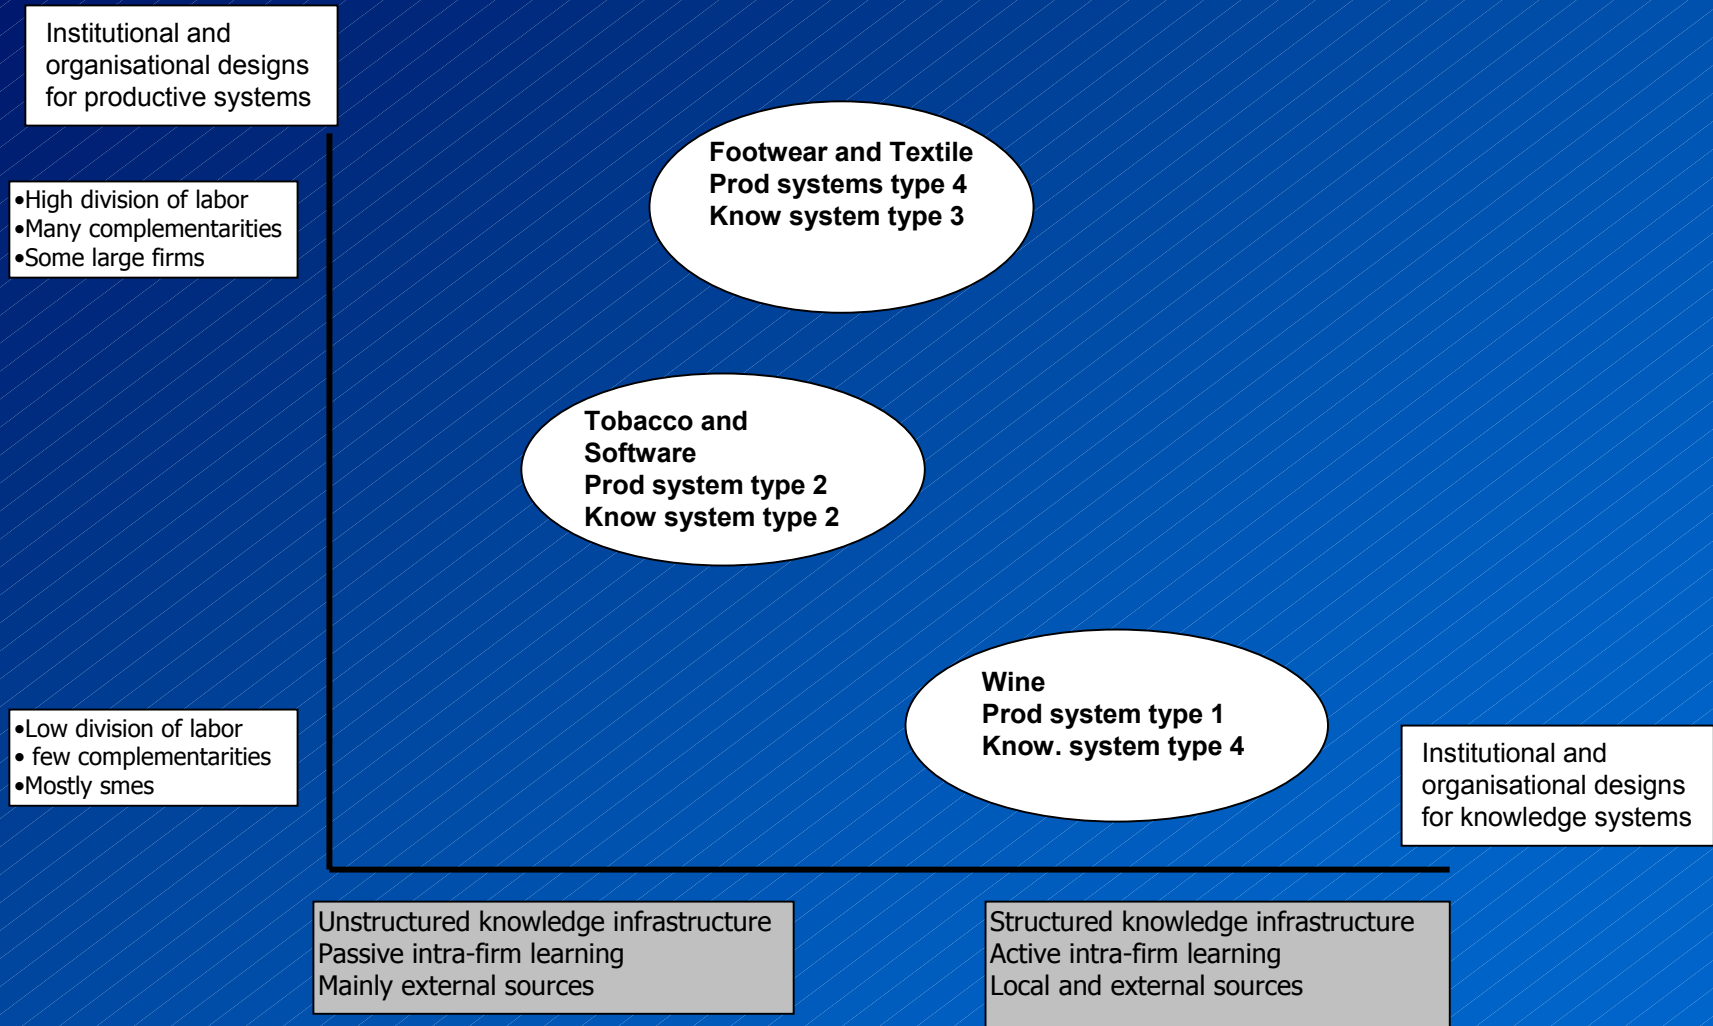 Institutional and
organisational designs
for productive systems
Footwear and Textile
Prod systems type 4
Know system type 3
•High division of labor
•Many complementarities
•Some large firms
Tobacco and
Software
Prod system type 2
Know system type 2
Wine
Prod system type 1
Know. system type 4
•Low division of labor
• few complementarities
•Mostly smes
Institutional and
organisational designs
for knowledge systems
Unstructured knowledge infrastructure
Passive intra-firm learning
Mainly external sources
Structured knowledge infrastructure
Active intra-firm learning
Local and external sources